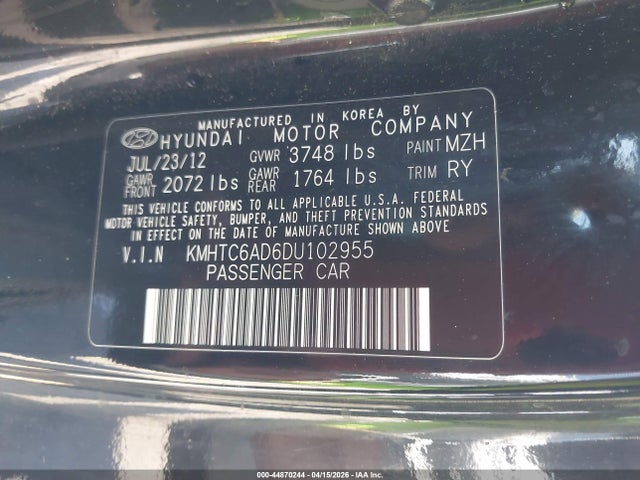 MANUFACTURED IN KOREA BY
HYUNDAI MOTOR COMPANY
JUL/23/12 GVWR 3748 lbs PAINT MZH
GAWR FRONT 2072 lbs GAWR REAR 1764 lbs TRIM RY
THIS VEHICLE CONFORMS TO ALL APPLICABLE U.S.A. FEDERAL
MOTOR VEHICLE SAFETY, BUMPER, AND THEFT PREVENTION STANDARDS
IN EFFECT ON THE DATE OF MANUFACTURE SHOWN ABOVE
V.I.N KMHTC6AD6DU102955
PASSENGER CAR
000-44870244 - 04/15/2026 - IAA Inc.